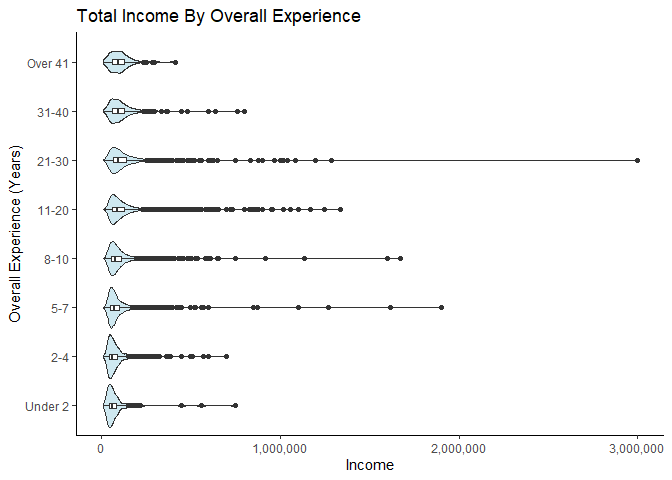 Total Income By Overall Experience
Overall Experience (Years)
Over 41
31-40
21-30
11-20
8-10
5-7
2-4
Under 2
0
1,000,000
2,000,000
3,000,000
Income